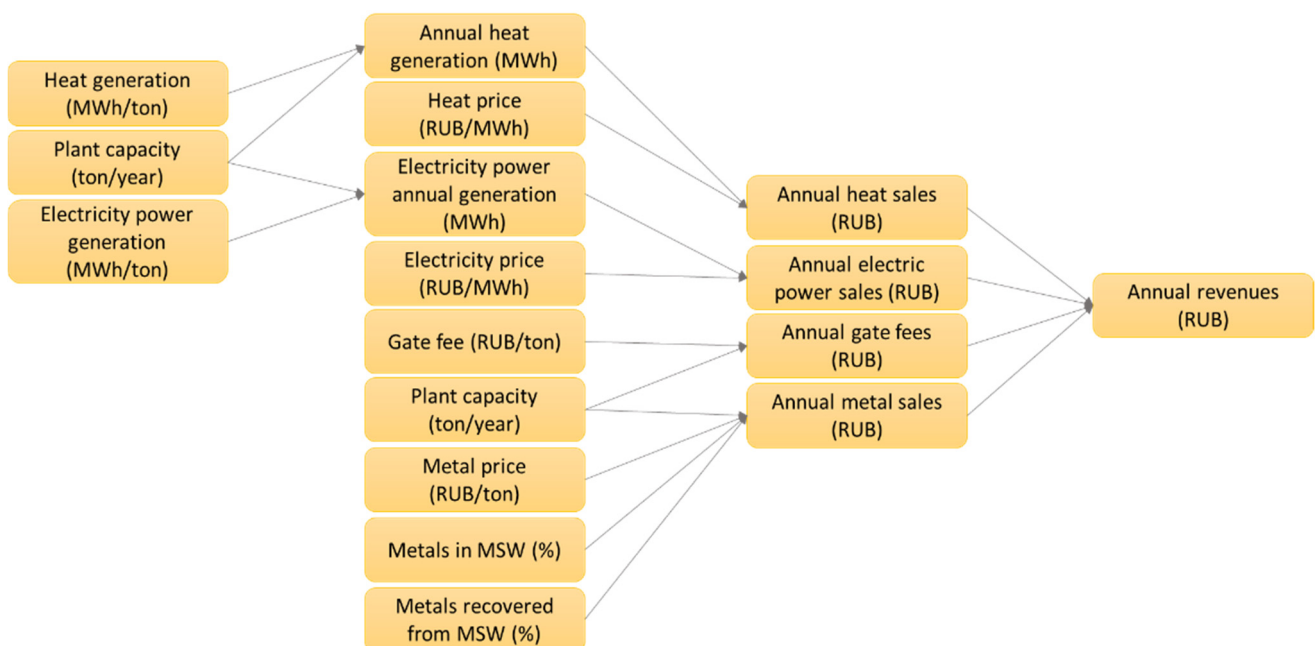 Heat generation
(MWh/ton)
Plant capacity
(ton/year)
Electricity power
generation
(MWh/ton)
Annual heat
generation (MWh)
Heat price
(RUB/MWh)
Electricity power
annual generation
(MWh)
Electricity price
(RUB/MWh)
Gate fee (RUB/ton)
Plant capacity
(ton/year)
Metal price
(RUB/ton)
Metals in MSW (%)
Metals recovered
from MSW (%)
Annual heat sales
(RUB)
Annual electric
power sales (RUB)
Annual gate fees
(RUB)
Annual metal sales
(RUB)
Annual revenues
(RUB)